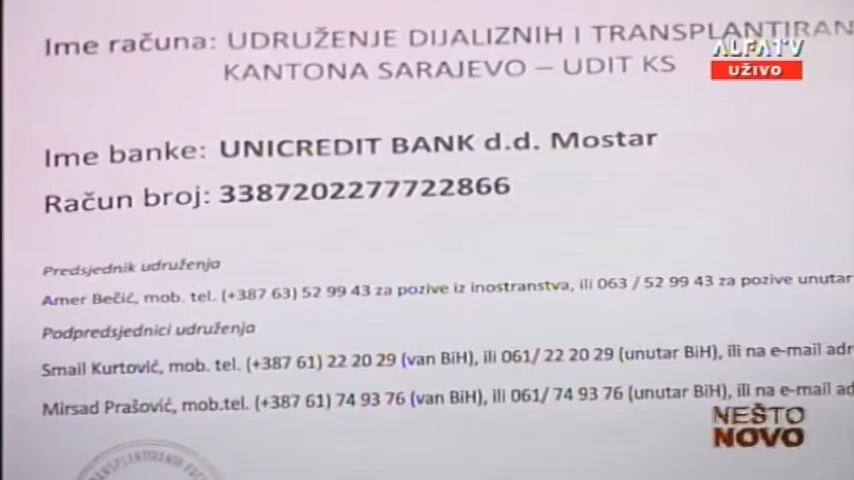 Ime računa: UDRUŽENJE DIJALIZNIH I TRANSPLANTIRAN
KANTONA SARAJEVO – UDIT KS
ALFA TV
UŽIVO
Ime banke: UNICREDIT BANK d.d. Mostar
Račun broj: 3387202277722866
Predsjednik udruženja
Amer Bečić, mob. tel. (+387 63) 52 99 43 za pozive iz inostranstva, ili 063 / 52 99 43 za pozive unutar
Podpredsjednici udruženja
Smail Kurtović, mob. tel. (+387 61) 22 20 29 (van BiH), ili 061/ 22 20 29 (unutar BiH), ili na e-mail adr
Mirsad Prašović, mob.tel. (+387 61) 74 93 76 (van BiH), ili 061/ 74 93 76 (unutar BiH), ili na e-mail ad
NEŠTO
NOVO